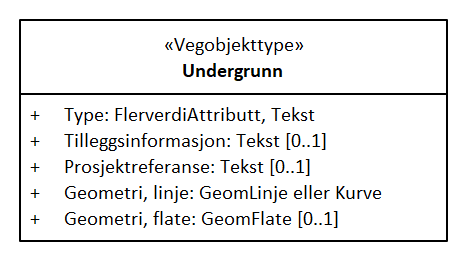 «Vegobjekttype»
Undergrunn
+ Type: FlerverdiAttributt, Tekst
+ Tilleggsinformasjon: Tekst [0..1]
+ Prosjektreferanse: Tekst [0..1]
+ Geometri, linje: GeomLinje eller Kurve
+ Geometri, flate: GeomFlate [0..1]